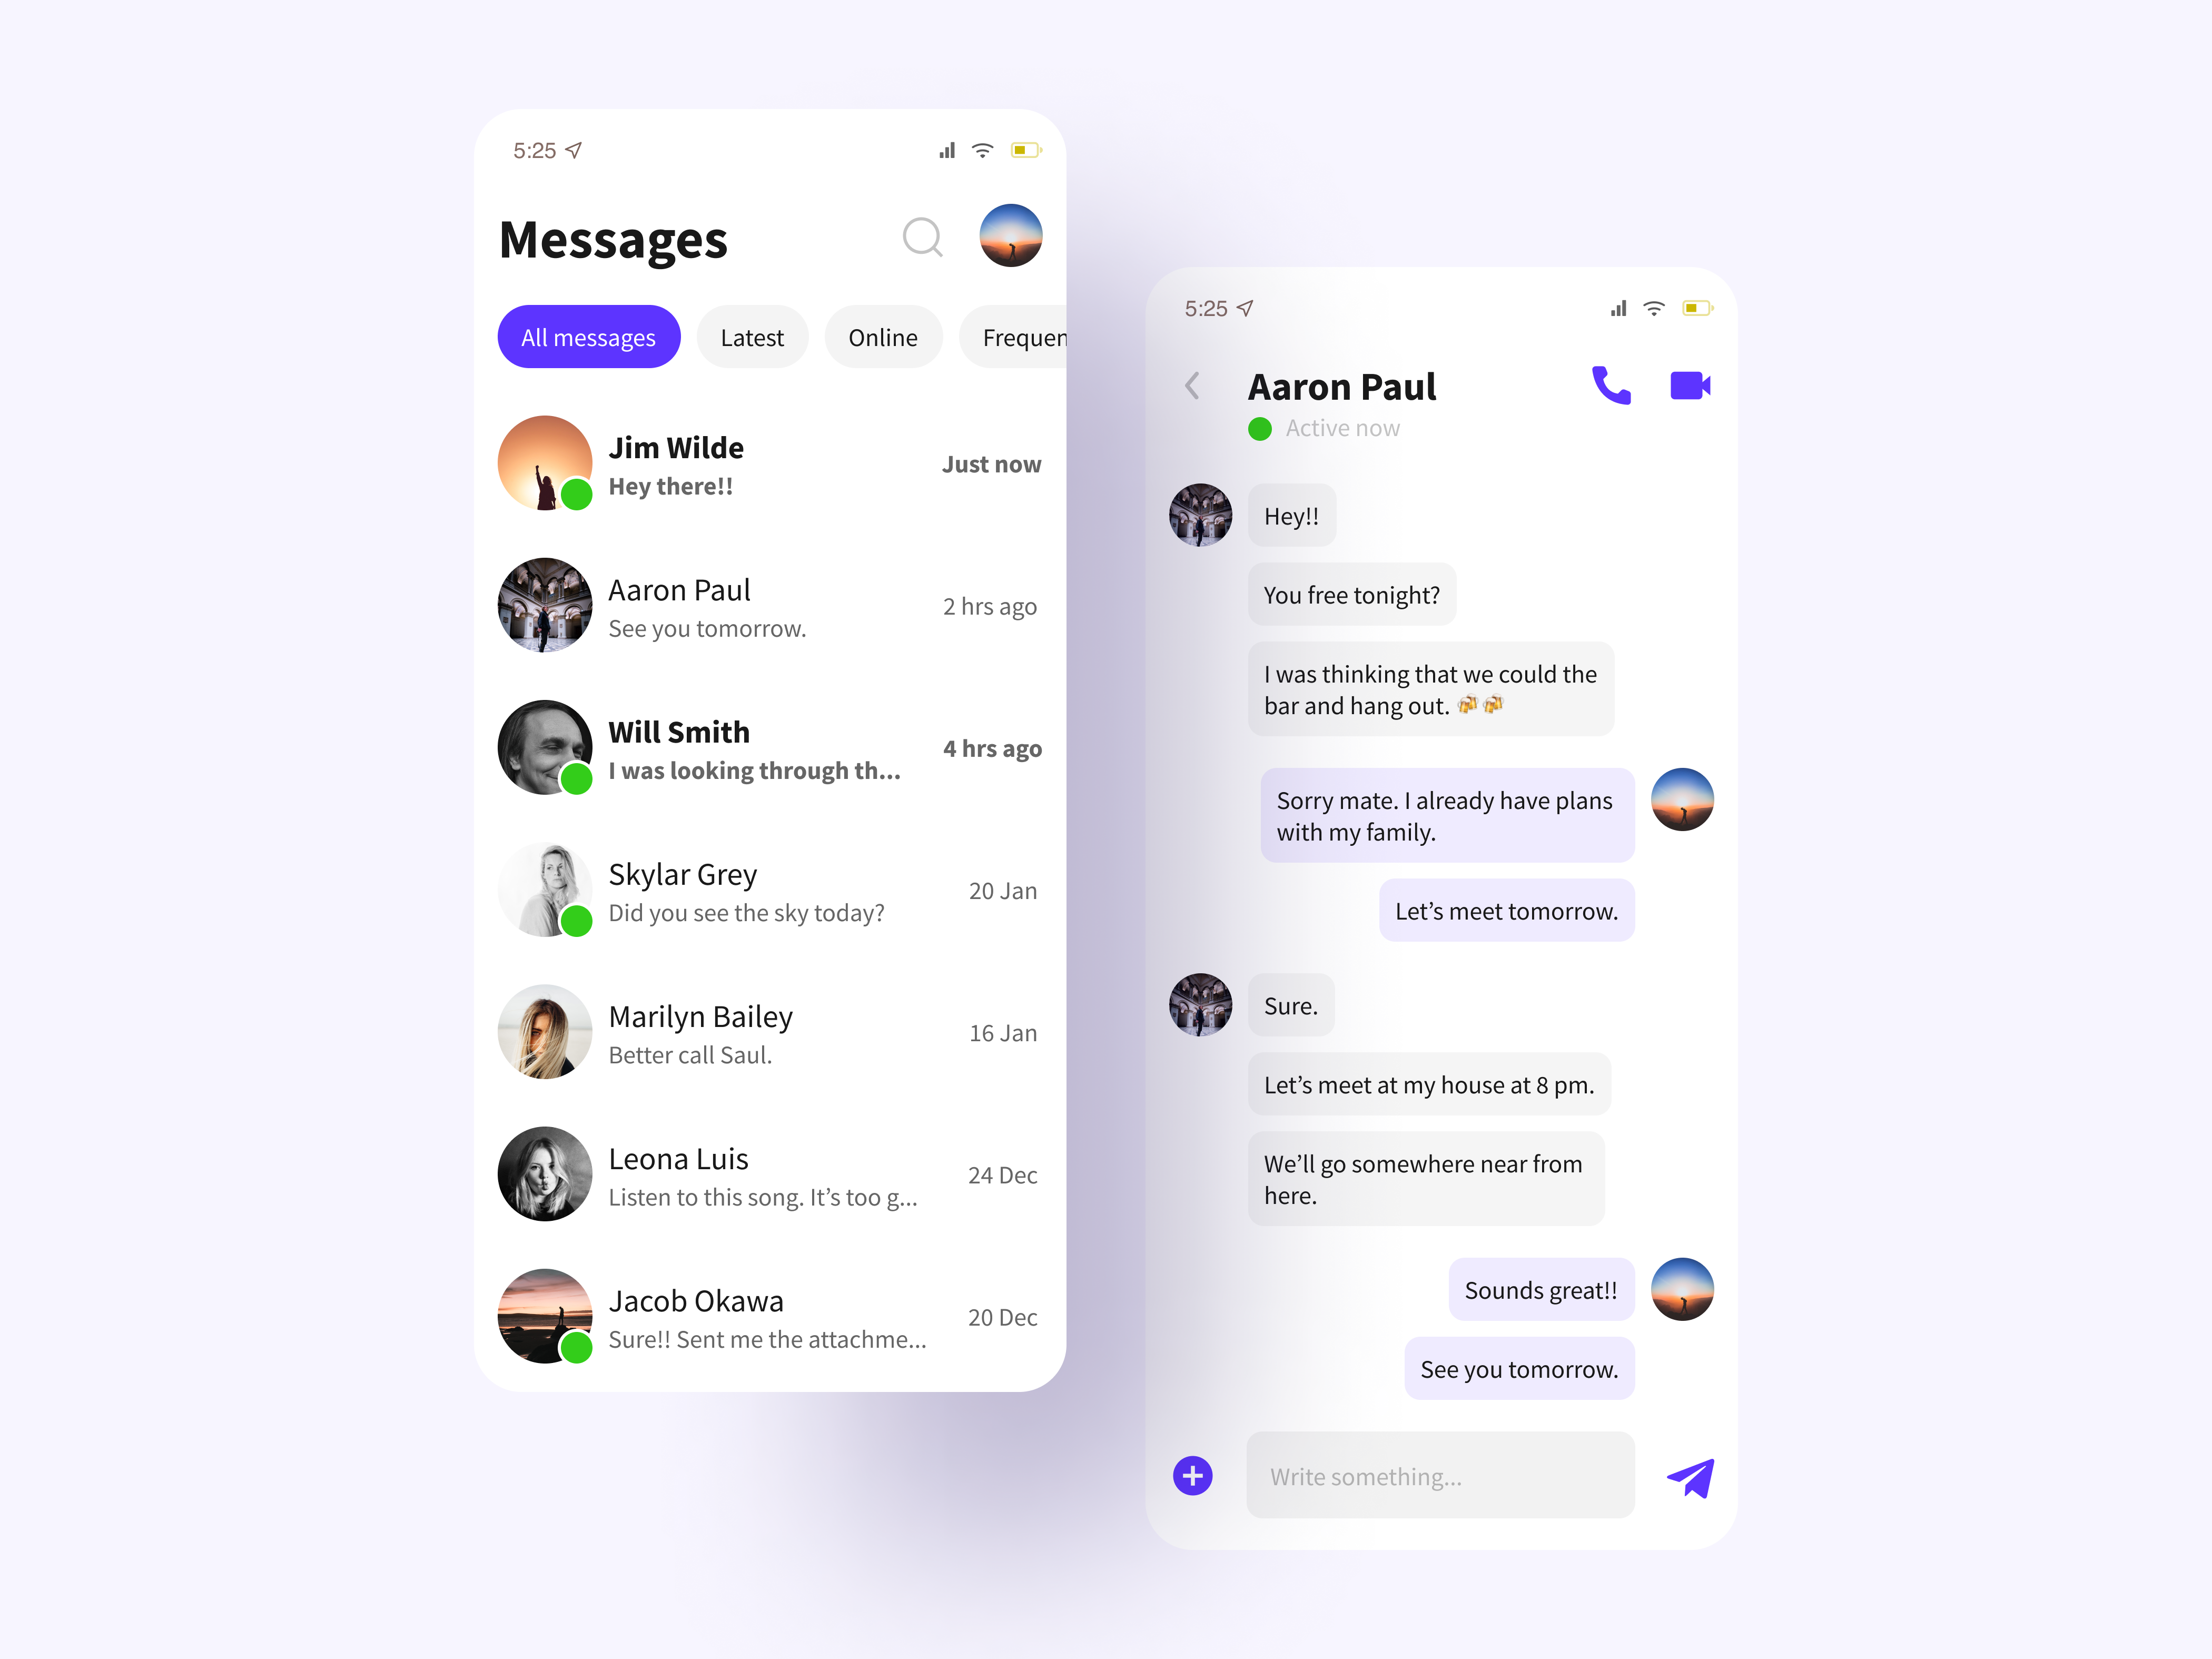 5:25
Messages
All messages
Latest
Online
Frequen
Jim Wilde
Hey there!!
Just now
Aaron Paul
See you tomorrow.
2 hrs ago
Will Smith
I was looking through th...
4 hrs ago
Skylar Grey
Did you see the sky today?
20 Jan
Marilyn Bailey
Better call Saul.
16 Jan
Leona Luis
Listen to this song. It’s too g...
24 Dec
Jacob Okawa
Sure!! Sent me the attachme...
20 Dec
5:25
Aaron Paul
Active now
Hey!!
You free tonight?
I was thinking that we could the
bar and hang out. 🍻🍻
Sorry mate. I already have plans
with my family.
Let’s meet tomorrow.
Sure.
Let’s meet at my house at 8 pm.
We’ll go somewhere near from
here.
Sounds great!!
See you tomorrow.
Write something...